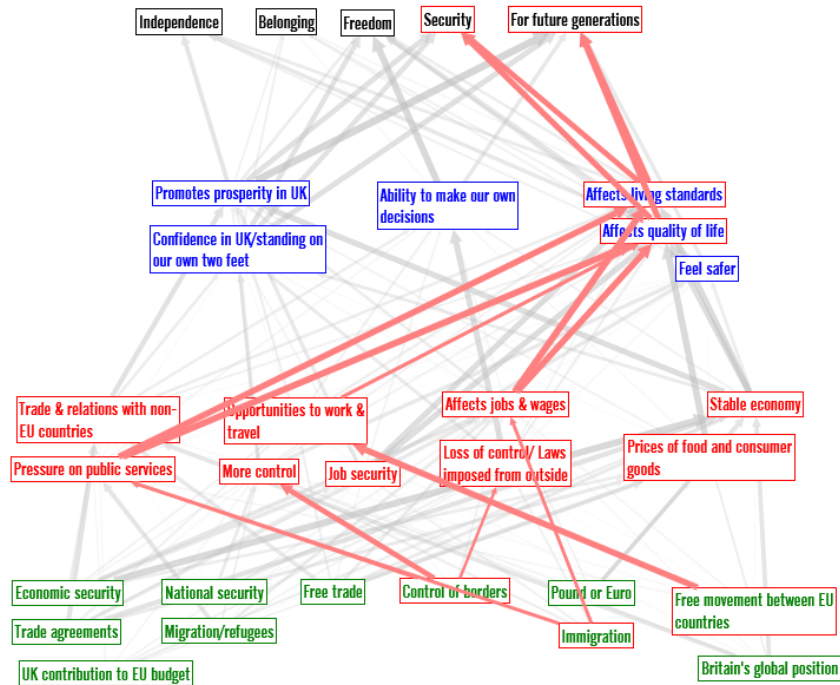 Independence
Belonging
Freedom
Security
For future generations
Promotes prosperity in UK
Ability to make our own
decisions
Affects living standards
Confidence in UK/standing on
our own two feet
Affects quality of life
Feel safer
Trade & relations with non-
EU countries
Opportunities to work &
travel
Affects jobs & wages
Stable economy
Pressure on public services
More control
Job security
Loss of control/ Laws
imposed from outside
Prices of food and consumer
goods
Economic security
National security
Free trade
Control of borders
Pound or Euro
Free movement between EU
countries
Trade agreements
Migration/refugees
Immigration
UK contribution to EU budget
Britain's global position